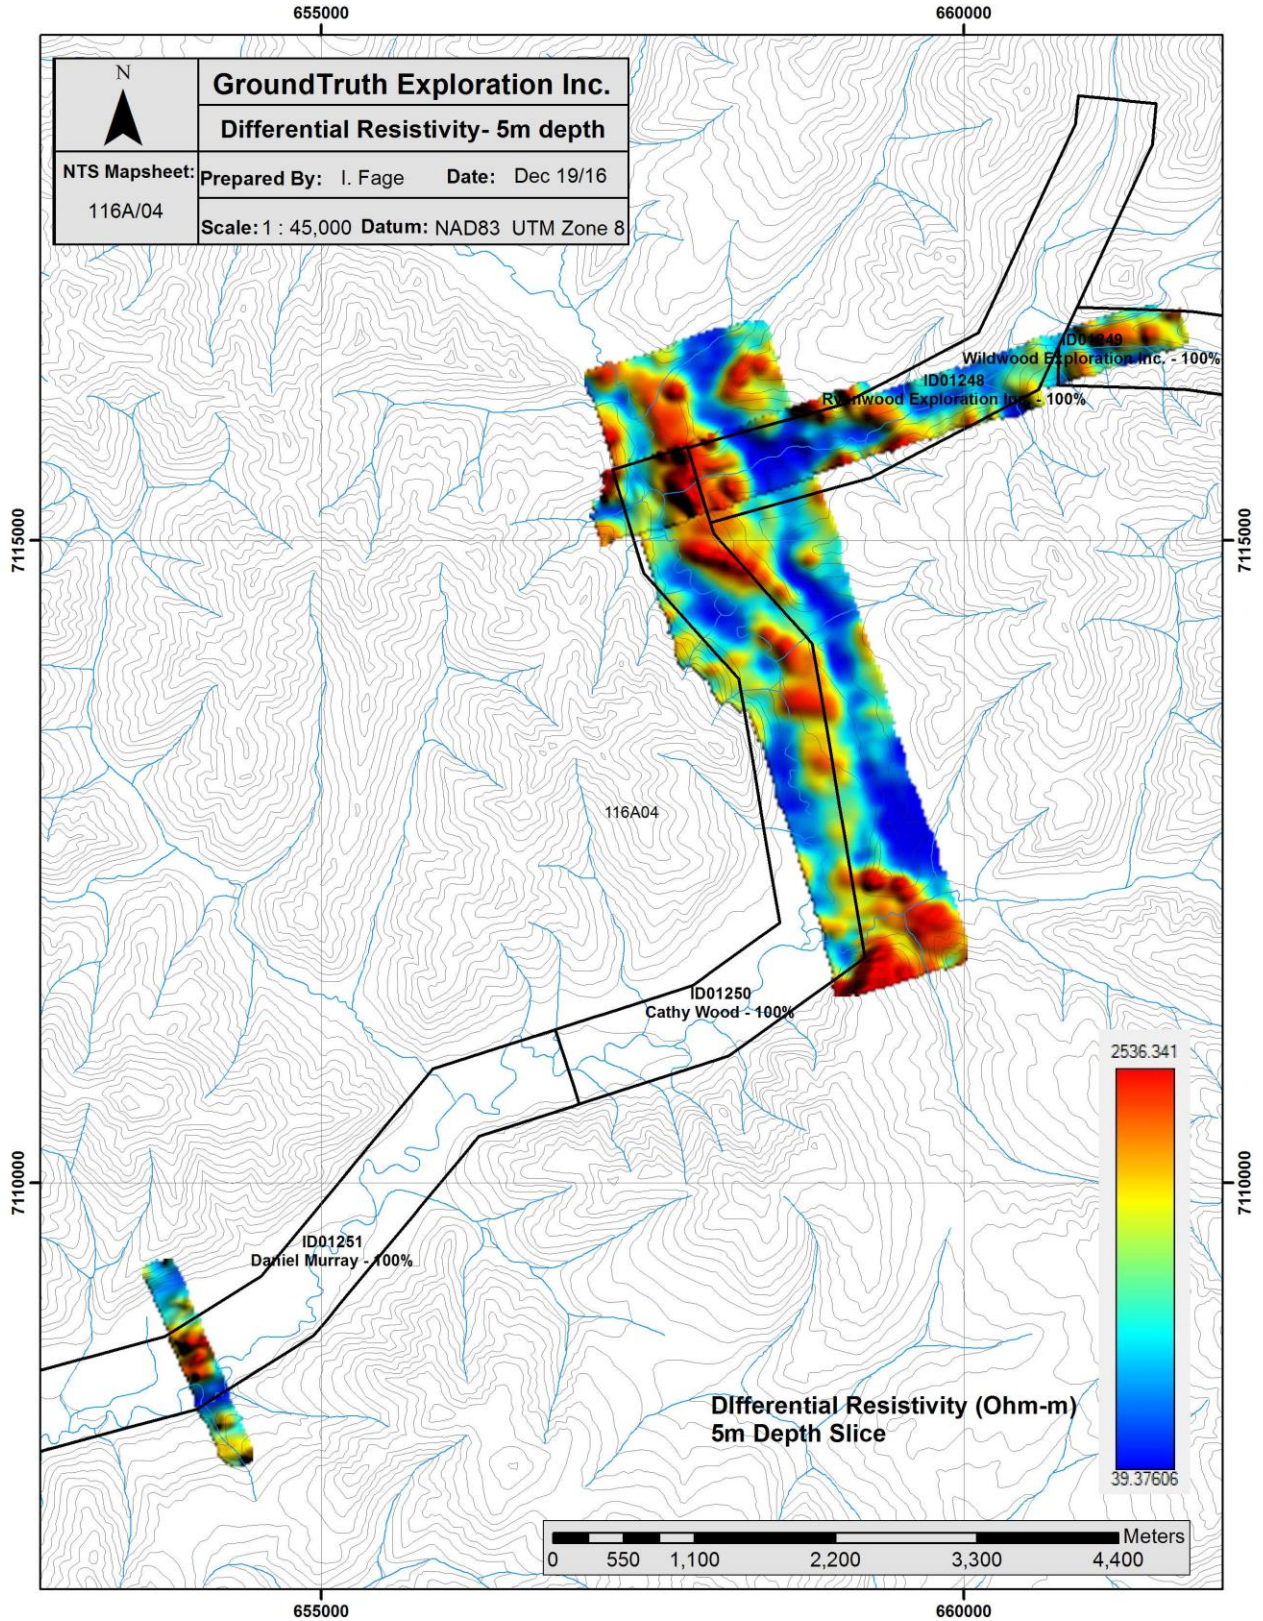 655000
660000
N
GroundTruth Exploration Inc.
Differential Resistivity- 5m depth
NTS Mapsheet:
116A/04
Prepared By: I. Fage Date: Dec 19/16
Scale: 1 : 45,000 Datum: NAD83 UTM Zone 8
ID01249
Wildwood Exploration Inc. - 100%
ID01248
Exploration Inc. - 100%
7115000
7115000
116A04
ID01250
Cathy Wood - 100%
2536.341
7110000
7110000
ID01251
Daniel Murray - 100%
DIfferential Resistivity (Ohm-m)
5m Depth Slice
39.37606
Meters
0 550 1,100 2,200 3,300 4,400
655000
660000